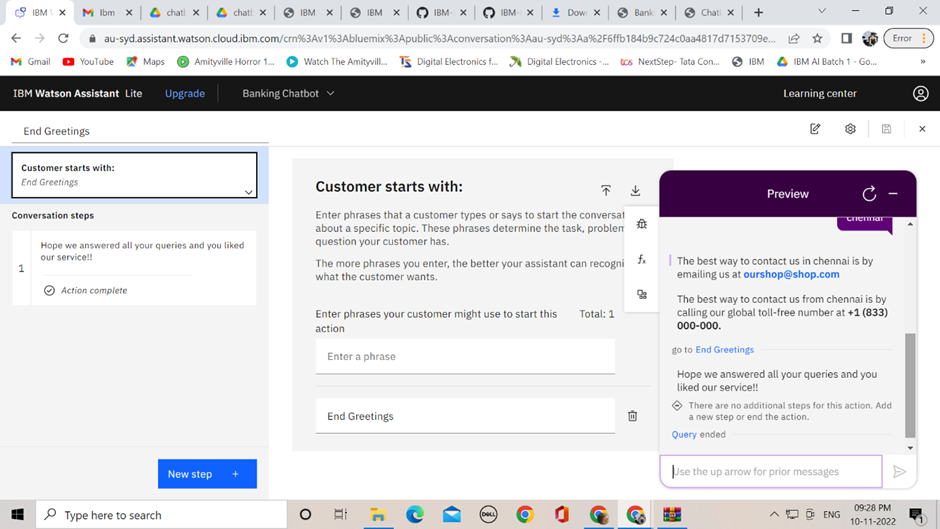 IBM W
Ibm -
chatl
chatl
IBM
IBM
IBM-
IBM-
Dow
Bank
Chatl
au-syd.assistant.watson.cloud.ibm.com/crn%3Av1%3Abluemix%3Apublic%3Aconversation%3Aau-syd%3Aa%2F6ffb184b9c724c0aa4817d7153709e...
Error
Gmail
YouTube
Maps
Amityville Horror 1...
Watch The Amityvill...
Digital Electronics f...
Digital Electronics -...
tcs NextStep- Tata Con...
IBM
IBM AI Batch 1 - Go...
»
IBM Watson Assistant Lite
Upgrade
Banking Chatbot
Learning center
End Greetings
Customer starts with:
End Greetings
Conversation steps
1
Hope we answered all your queries and you liked
our service!!
Action complete
New step +
Customer starts with:
Enter phrases that a customer types or says to start the conversat
about a specific topic. These phrases determine the task, problem
question your customer has.
The more phrases you enter, the better your assistant can recogni
what the customer wants.
Enter phrases your customer might use to start this
action
Total: 1
Enter a phrase
End Greetings
Preview
chennai
The best way to contact us in chennai is by
emailing us at ourshop@shop.com
The best way to contact us from chennai is by
calling our global toll-free number at +1 (833)
000-000.
go to End Greetings
Hope we answered all your queries and you
liked our service!!
There are no additional steps for this action. Add
a new step or end the action.
Query ended
Use the up arrow for prior messages
Type here to search
DELL
ENG
09:28 PM
10-11-2022
1